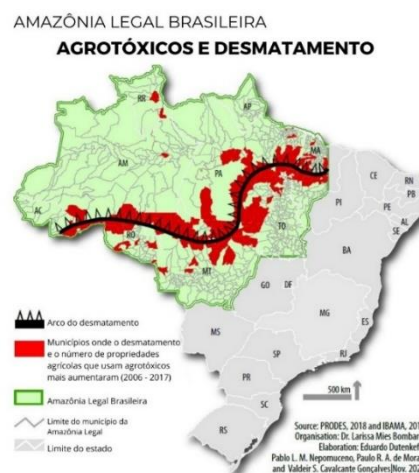 AMAZÔNIA LEGAL BRASILEIRA
AGROTÓXICOS E DESMATAMENTO
RR
AP
AM
PA
MA
CE
RN
PB
PI
PE
AL
SE
AC
RO
TO
MT
BA
GO
DF
MG
ES
MS
SP
RJ
PR
SC
RS
500 km
Arco do desmatamento
Municípios onde o desmatamento
e o número de propriedades
agrícolas que usam agrotóxicos
mais aumentaram (2006 - 2017)
Amazônia Legal Brasileira
Limite do município da
Amazônia Legal
Limite do estado
Source: PRODES, 2018 and IBAMA,
Organisation: Dr. Larissa Mies
Elaboration: Eduardo
Pablo L. M. Nepomuceno, Paulo R. A. de
and Valdeir S. Cavalcante Gonçalves|Nov.